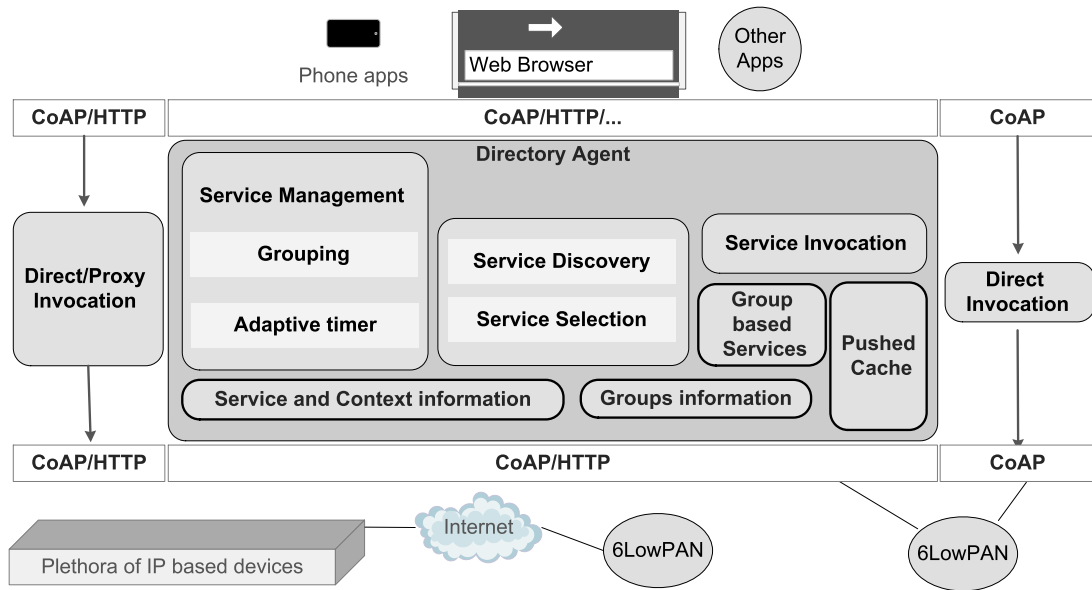 Phone apps
Web Browser
Other
Apps
CoAP/HTTP
CoAP/HTTP/...
CoAP
Directory Agent
Service Management
Grouping
Adaptive timer
Service Discovery
Service Selection
Service Invocation
Group
based
Services
Pushed
Cache
Service and Context information
Groups information
Direct/Proxy
Invocation
Direct
Invocation
CoAP/HTTP
CoAP/HTTP
CoAP
Internet
6LowPAN
6LowPAN
Plethora of IP based devices